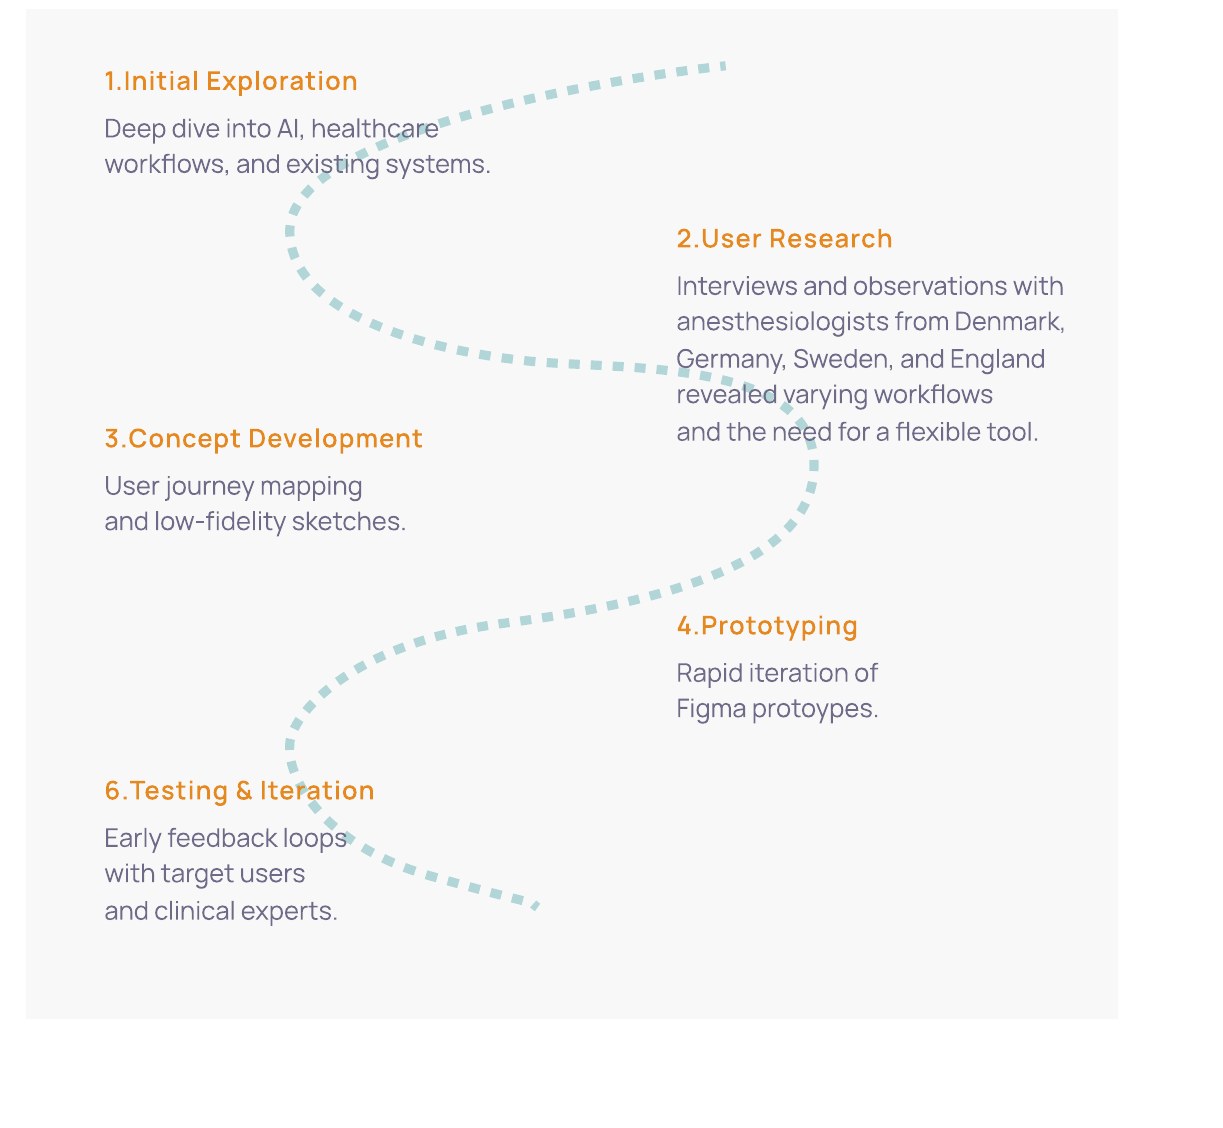 1.Initial Exploration
Deep dive into AI, healthcare
workflows, and existing systems.
2.User Research
Interviews and observations with
anesthesiologists from Denmark,
Germany, Sweden, and England
revealed varying workflows
and the need for a flexible tool.
3.Concept Development
User journey mapping
and low-fidelity sketches.
4.Prototyping
Rapid iteration of
Figma protoypes.
6.Testing & Iteration
Early feedback loops
with target users
and clinical experts.